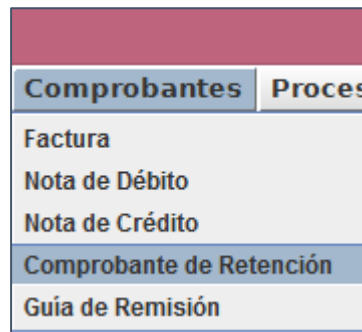 Comprobantes
Factura
Nota de Débito
Nota de Crédito
Comprobante de Retención
Guía de Remisión